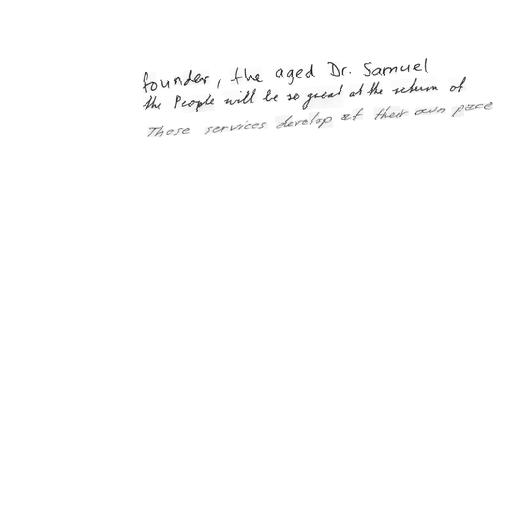 founder, the aged Dr. Samuel
the People will be so great at the return of
These services develop at their own pace